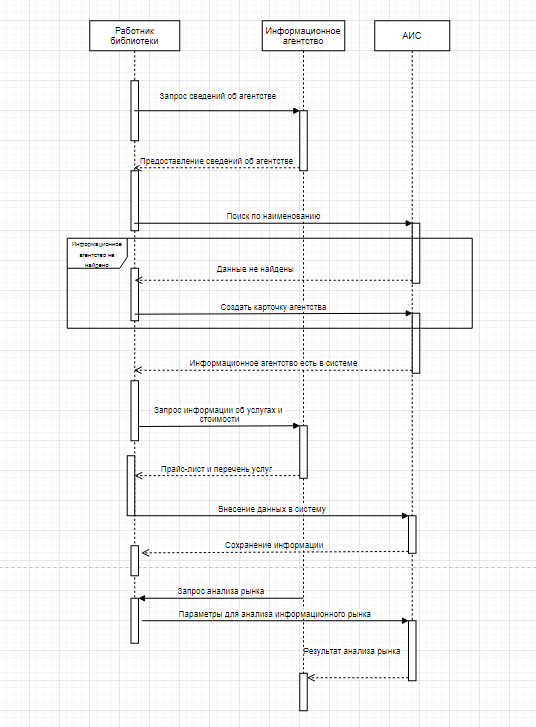 Работник
библиотеки
Информационное
агентство
АИС
Запрос сведений об агентстве
Предоставление сведений об агентстве
Поиск по наименованию
Информационное
агентство не
найдено
Данные не найдены
Создать карточку агентства
Информационное агентство есть в системе
Запрос информации об услугах и
стоимости
Прайс-лист и перечень услуг
Внесение данных в систему
Сохранение информации
Запрос анализа рынка
Параметры для анализа информационного рынка
Результат анализа рынка